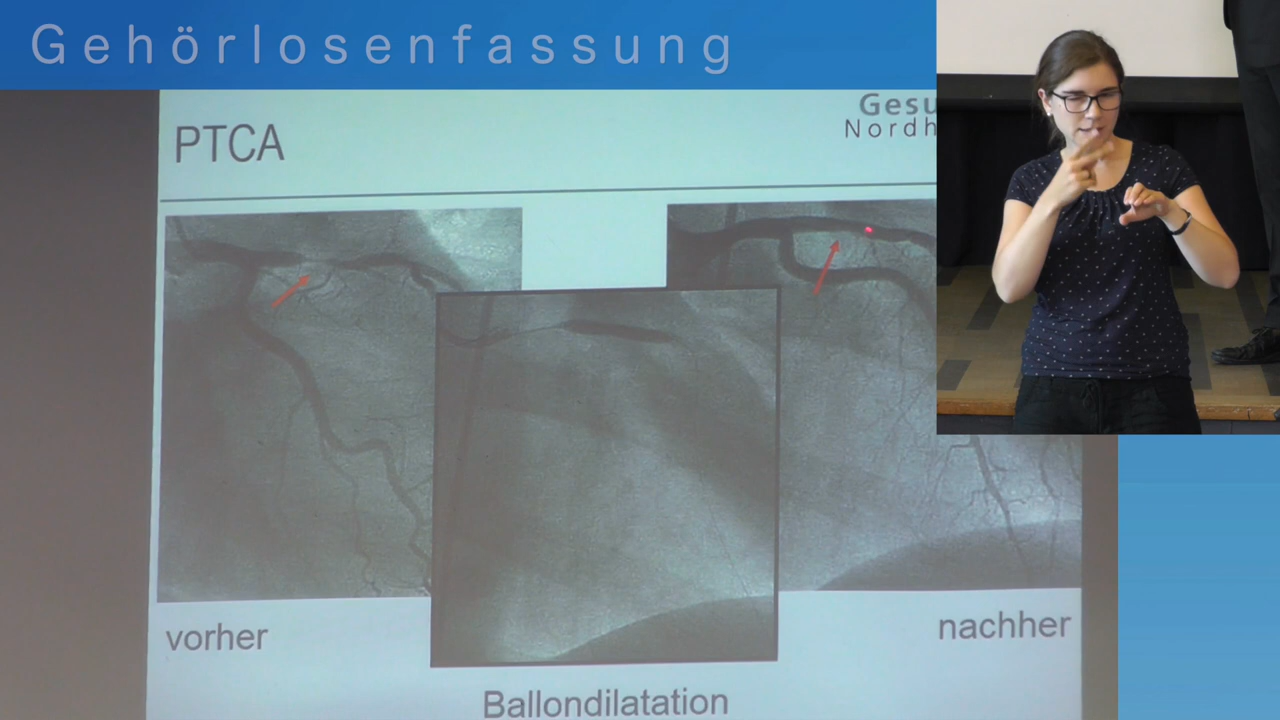 Gehörlosenfassung
Gesu
Nordh
PTCA
vorher
nachher
Ballondilatation